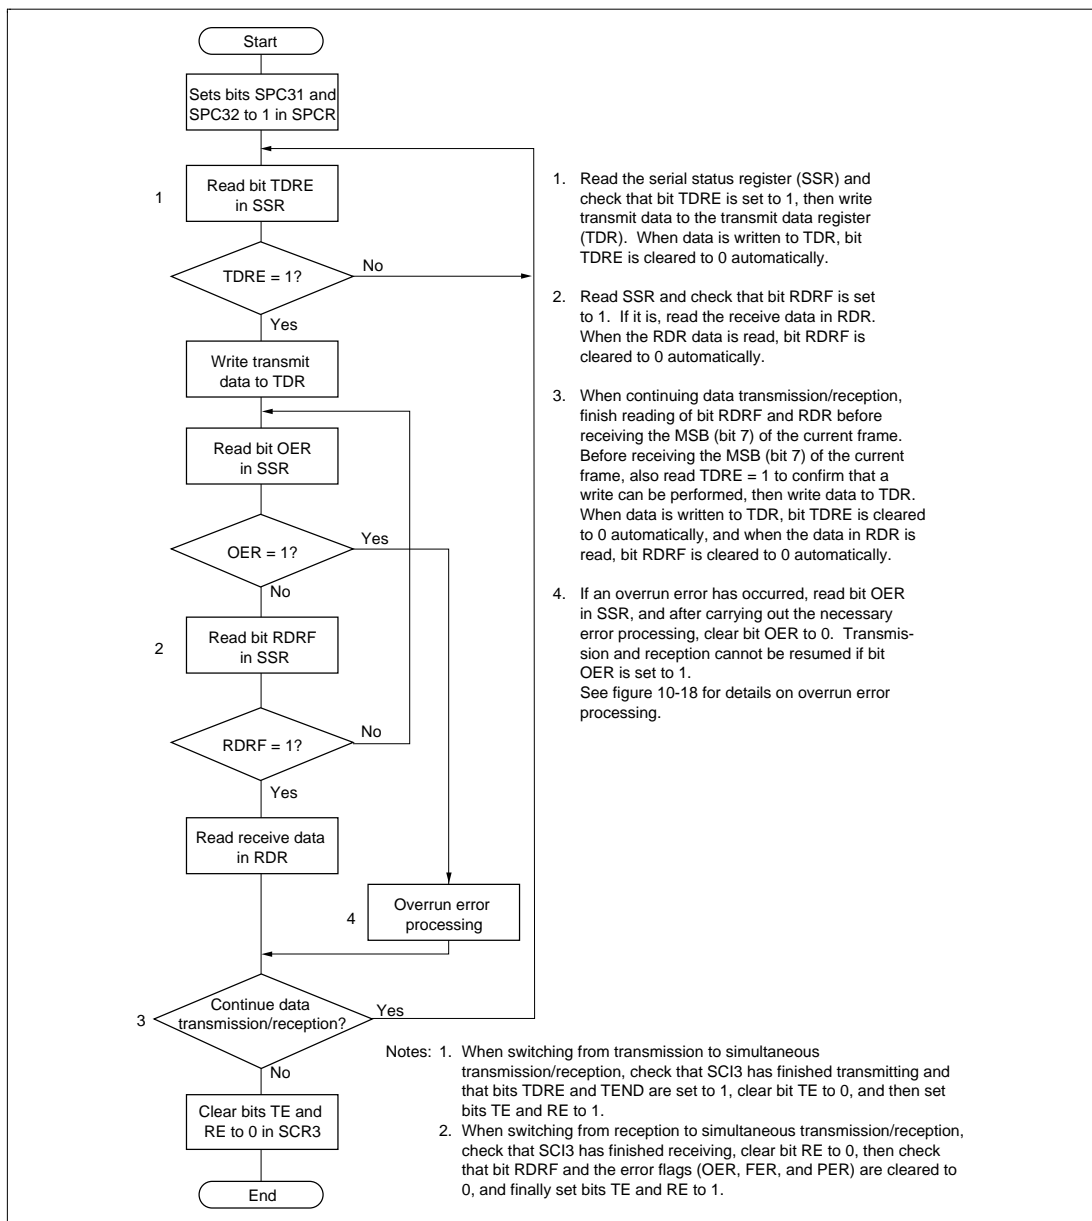 Start
Sets bits SPC31 and
SPC32 to 1 in SPCR
1
Read bit TDRE
in SSR
TDRE = 1?
No
Yes
Write transmit
data to TDR
Read bit OER
in SSR
OER = 1?
Yes
No
2
Read bit RDRF
in SSR
RDRF = 1?
No
Yes
Read receive data
in RDR
4
Overrun error
processing
3
Continue data
transmission/reception?
Yes
No
Clear bits TE and
RE to 0 in SCR3
End
1. Read the serial status register (SSR) and
check that bit TDRE is set to 1, then write
transmit data to the transmit data register
(TDR). When data is written to TDR, bit
TDRE is cleared to 0 automatically.
2. Read SSR and check that bit RDRF is set
to 1. If it is, read the receive data in RDR.
When the RDR data is read, bit RDRF is
cleared to 0 automatically.
3. When continuing data transmission/reception,
finish reading of bit RDRF and RDR before
receiving the MSB (bit 7) of the current frame.
Before receiving the MSB (bit 7) of the current
frame, also read TDRE = 1 to confirm that a
write can be performed, then write data to TDR.
When data is written to TDR, bit TDRE is cleared
to 0 automatically, and when the data in RDR is
read, bit RDRF is cleared to 0 automatically.
4. If an overrun error has occurred, read bit OER
in SSR, and after carrying out the necessary
error processing, clear bit OER to 0. Transmis-
sion and reception cannot be resumed if bit
OER is set to 1.
See figure 10-18 for details on overrun error
processing.
Notes: 1. When switching from transmission to simultaneous
transmission/reception, check that SCI3 has finished transmitting and
that bits TDRE and TEND are set to 1, clear bit TE to 0, and then set
bits TE and RE to 1.
2. When switching from reception to simultaneous transmission/reception,
check that SCI3 has finished receiving, clear bit RE to 0, then check
that bit RDRF and the error flags (OER, FER, and PER) are cleared to
0, and finally set bits TE and RE to 1.